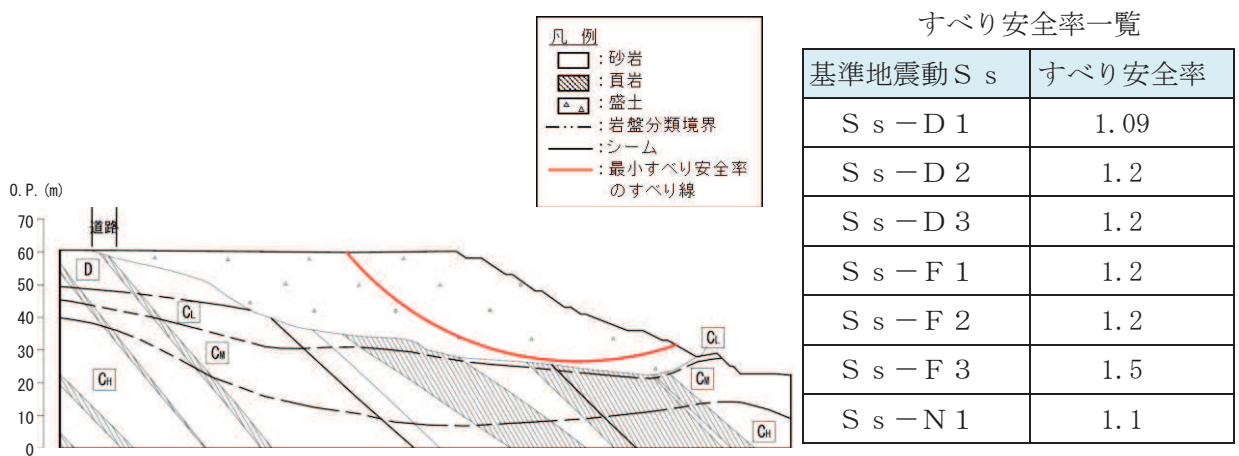 凡 例
:砂岩
:頁岩
:盛土
:岩盤分類境界
:シーム
:最小すべり安全率
のすべり線
O.P.(m)
70
60
50
40
30
20
10
0
道路
D
CL
CM
CH
CL
CM
CH
すべり安全率一覧
基準地震動Ss すべり安全率
Ss-D1 1.09
Ss-D2 1.2
Ss-D3 1.2
Ss-F1 1.2
Ss-F2 1.2
Ss-F3 1.5
Ss-N1 1.1